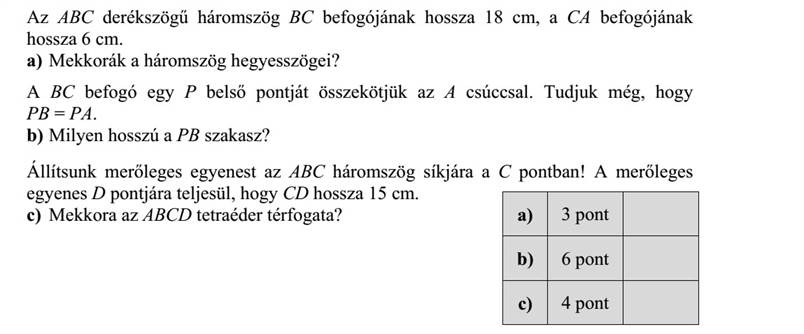 Az ABC derékszögű háromszög BC befogójának hossza 18 cm, a CA befogójának
hossza 6 cm.
a) Mekkorák a háromszög hegyesszögei?
A BC befogó egy P belső pontját összekötjük az A csúccsal. Tudjuk még, hogy
PB = PA.
b) Milyen hosszú a PB szakasz?
Állítsunk merőleges egyenest az ABC háromszög síkjára a C pontban! A merőleges
egyenes D pontjára teljesül, hogy CD hossza 15 cm.
c) Mekkora az ABCD tetraéder térfogata?
a) 3 pont
b) 6 pont
c) 4 pont